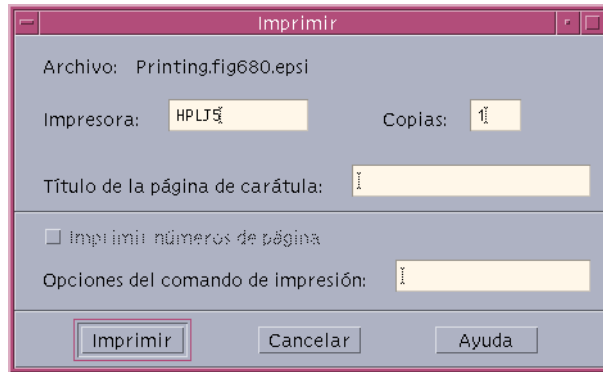 Imprimir
Archivo: Printing.fig680.epsi
Impresora: HPLJ5 Copias: 1
Título de la página de carátula:
Imprimir números de página
Opciones del comando de impresión:
Imprimir Cancelar Ayuda